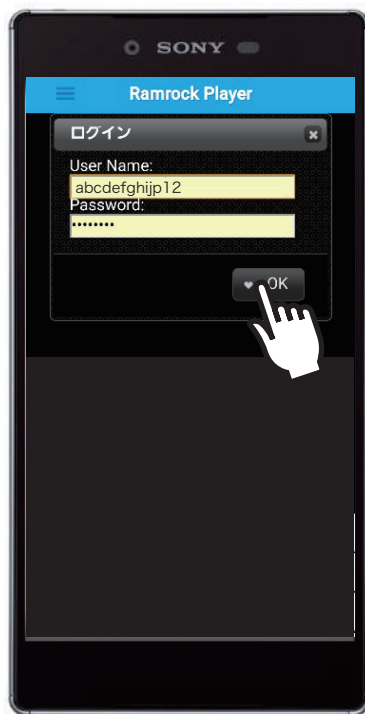 SONY
Ramrock Player
ログイン
User Name:
abcdefghijp12
Password:
••••••••
OK